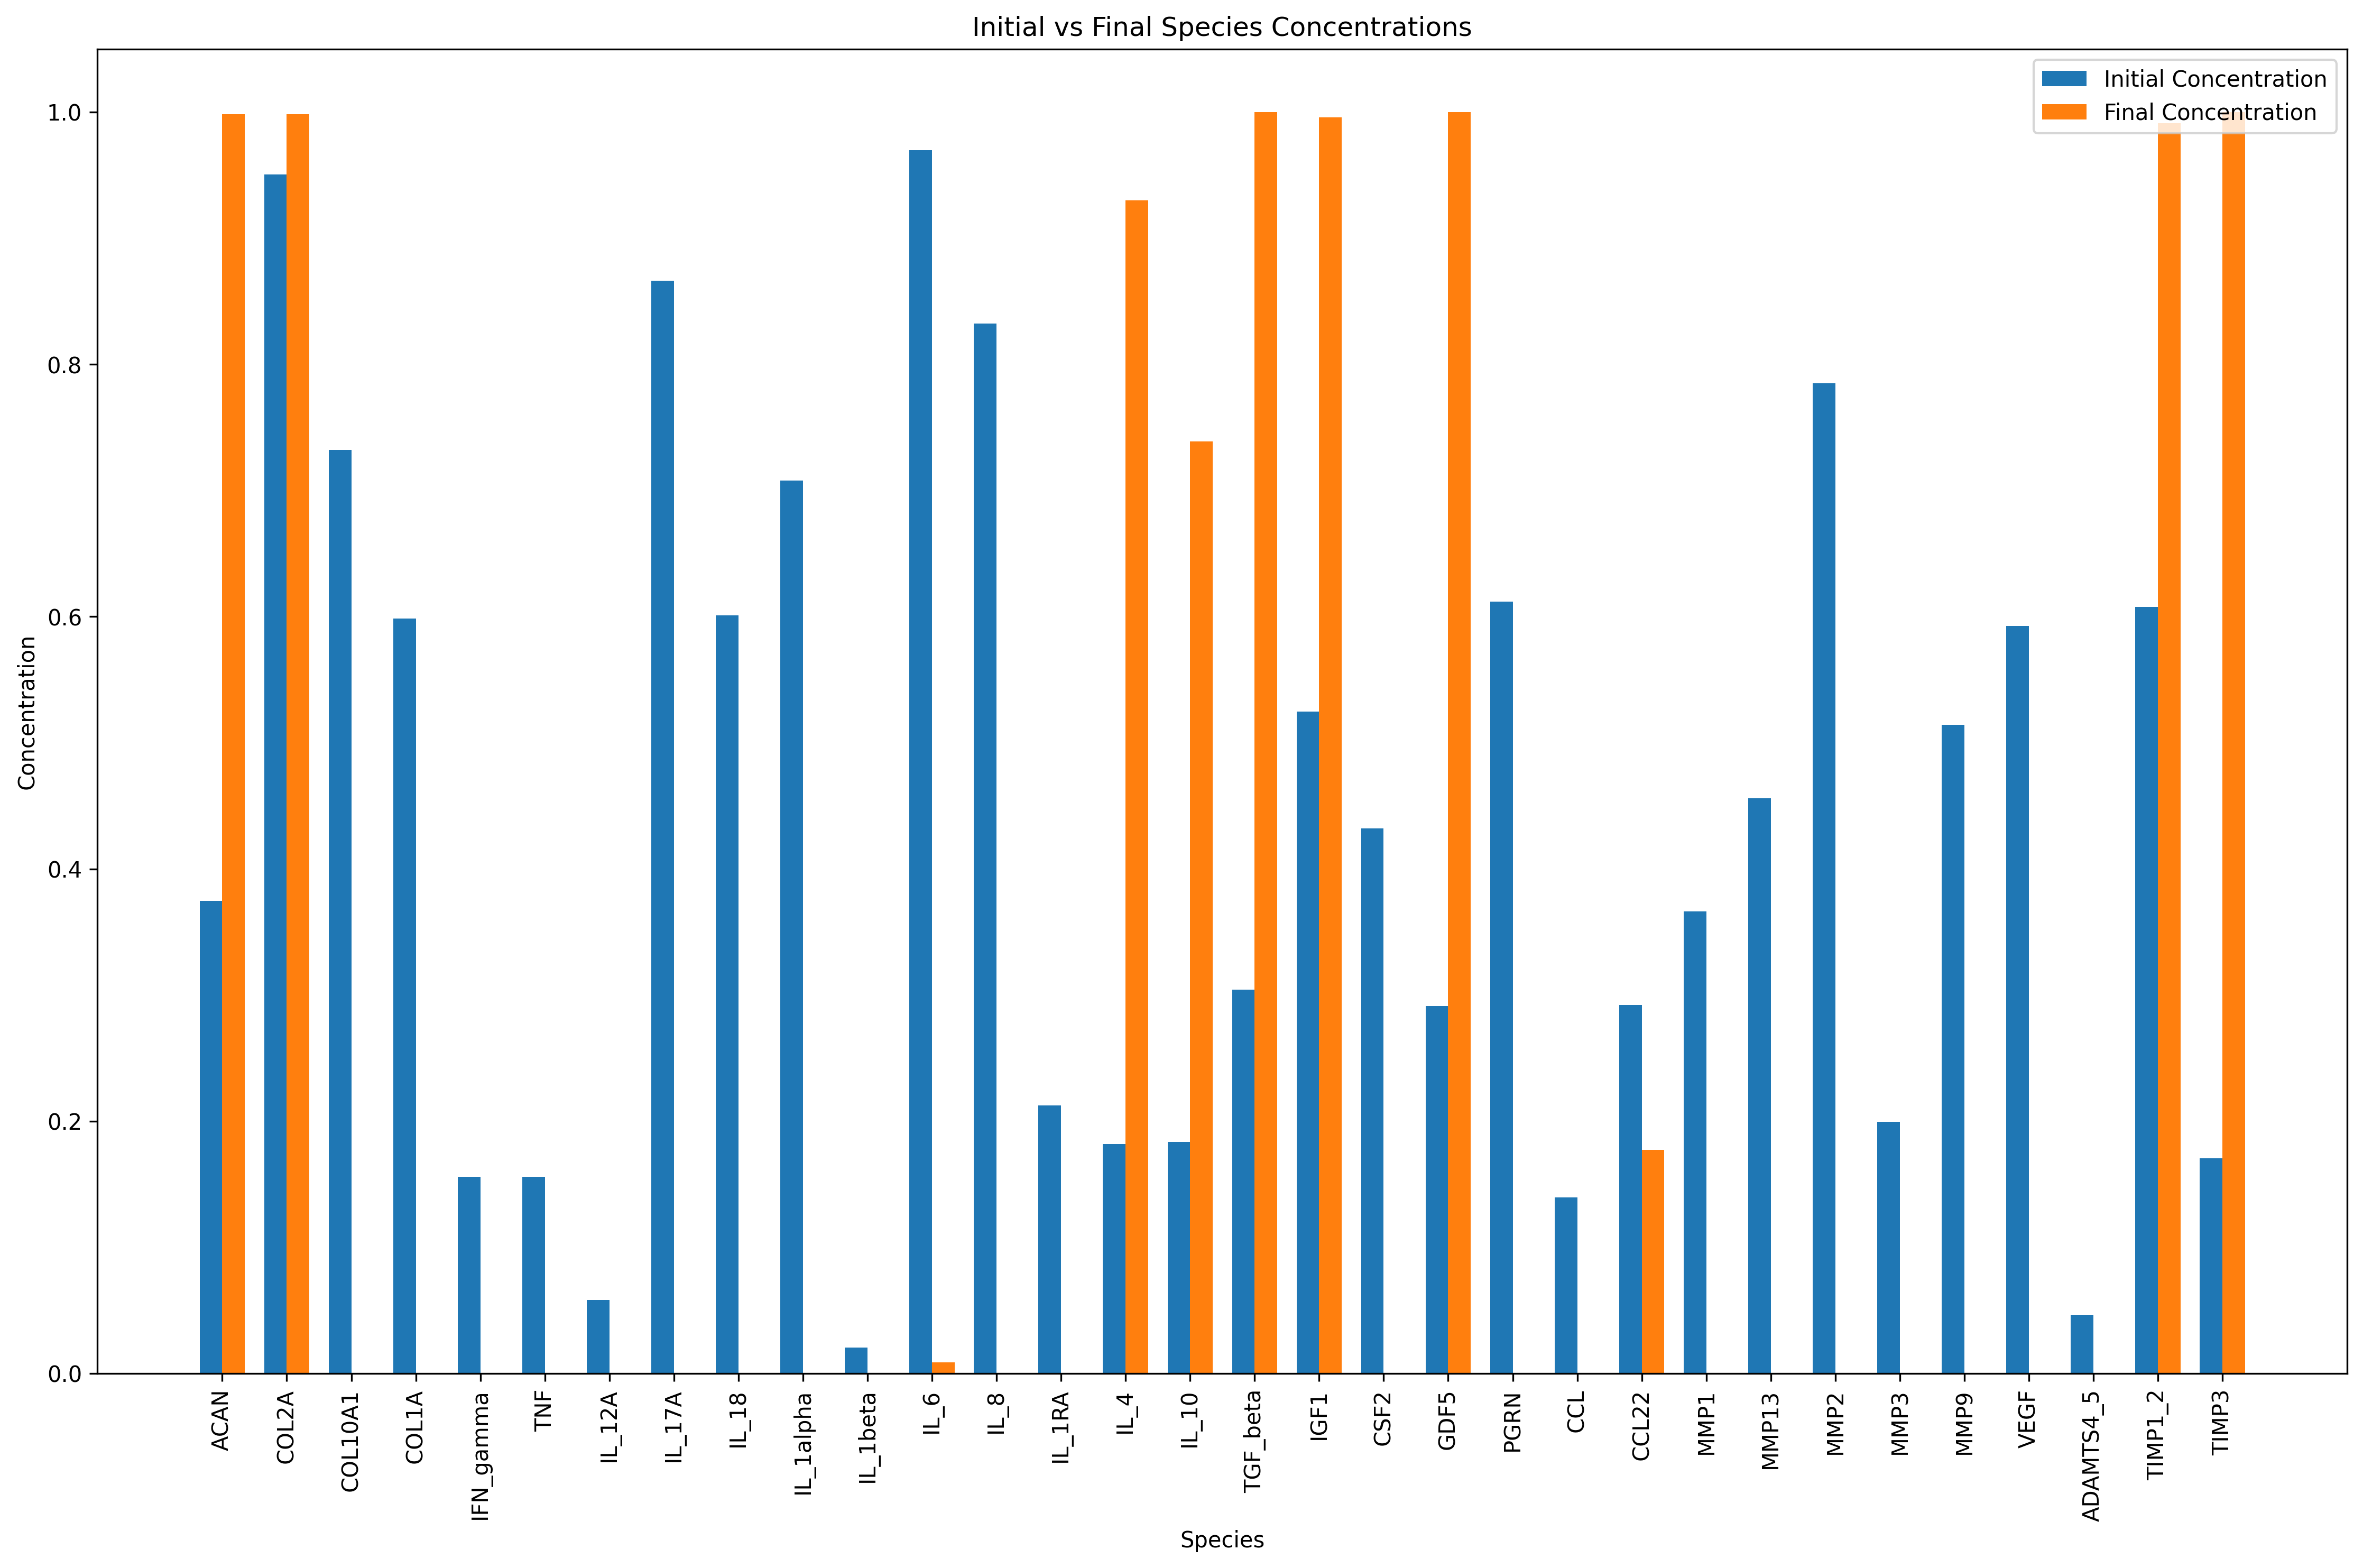 Initial vs Final Species Concentrations
Initial Concentration
Final Concentration
Concentration
1.0
0.8
0.6
0.4
0.2
0.0
ACAN
COL2A
COL10A1
COL1A
IFN_gamma
TNF
IL_12A
IL_17A
IL_18
IL_1alpha
IL_1beta
IL_6
IL_8
IL_1RA
IL_4
IL_10
TGF_beta
IGF1
CSF2
GDF5
PGRN
CCL
CCL22
MMP1
MMP13
MMP2
MMP3
MMP9
VEGF
ADAMTS4_5
TIMP1_2
TIMP3
Species